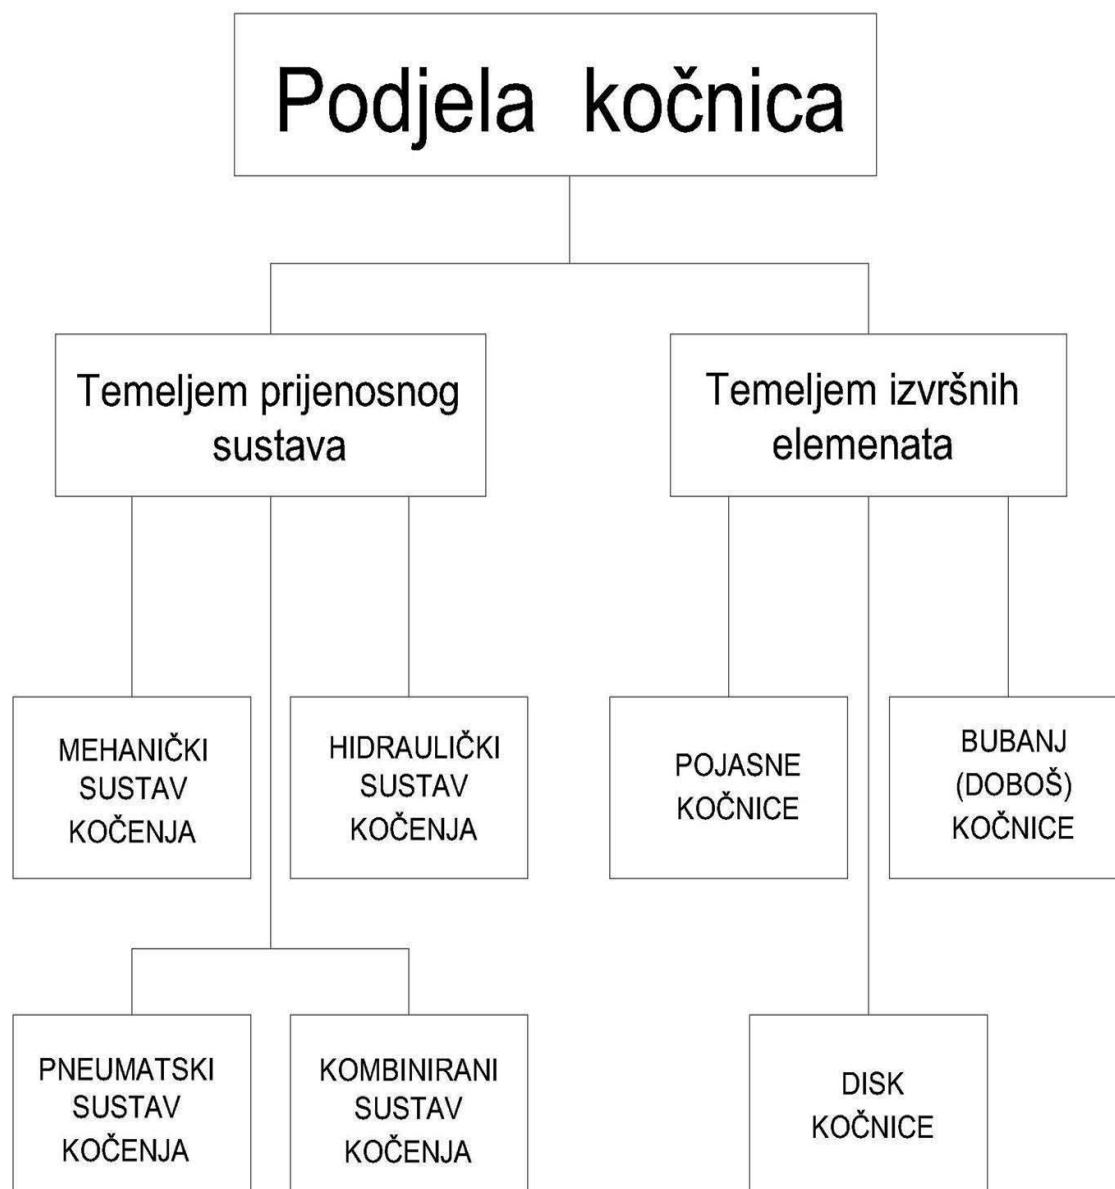 Podjela kočnica
Temeljem prijenosnog
sustava
Temeljem izvršnih
elemenata
MEHANIČKI
SUSTAV
KOČENJA
HIDRAULIČKI
SUSTAV
KOČENJA
POJASNE
KOČNICE
BUBANJ
(DOBOŠ)
KOČNICE
PNEUMATSKI
SUSTAV
KOČENJA
KOMBINIRANI
SUSTAV
KOČENJA
DISK
KOČNICE